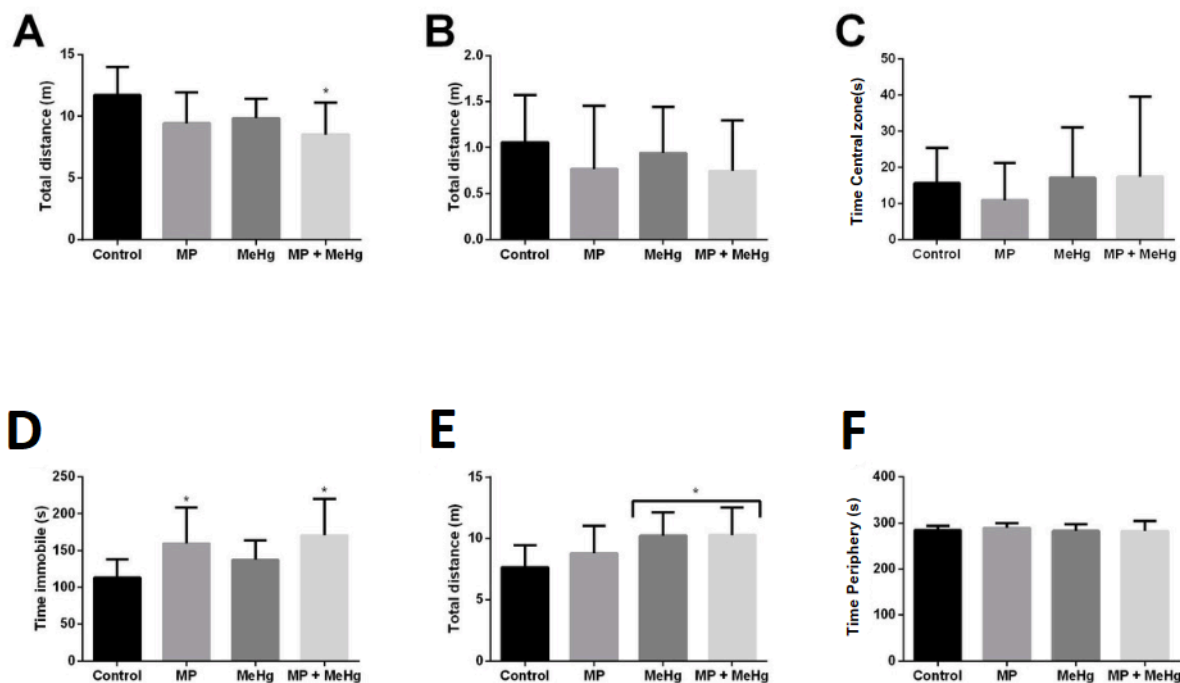 A
Total distance (m)
15
10
5
0
*
Control MP MeHg MP + MeHg
B
Total distance (m)
2.0
1.5
1.0
0.5
0.0
Control MP MeHg MP + MeHg
C
Time Central zone(s)
50
40
30
20
10
0
Control MP MeHg MP + MeHg
D
Time immobile (s)
250
200
150
100
50
0
* *
Control MP MeHg MP + MeHg
E
Total distance (m)
15
10
5
0
*
Control MP MeHg MP + MeHg
F
Time Periphery (s)
400
300
200
100
0
Control MP MeHg MP + MeHg